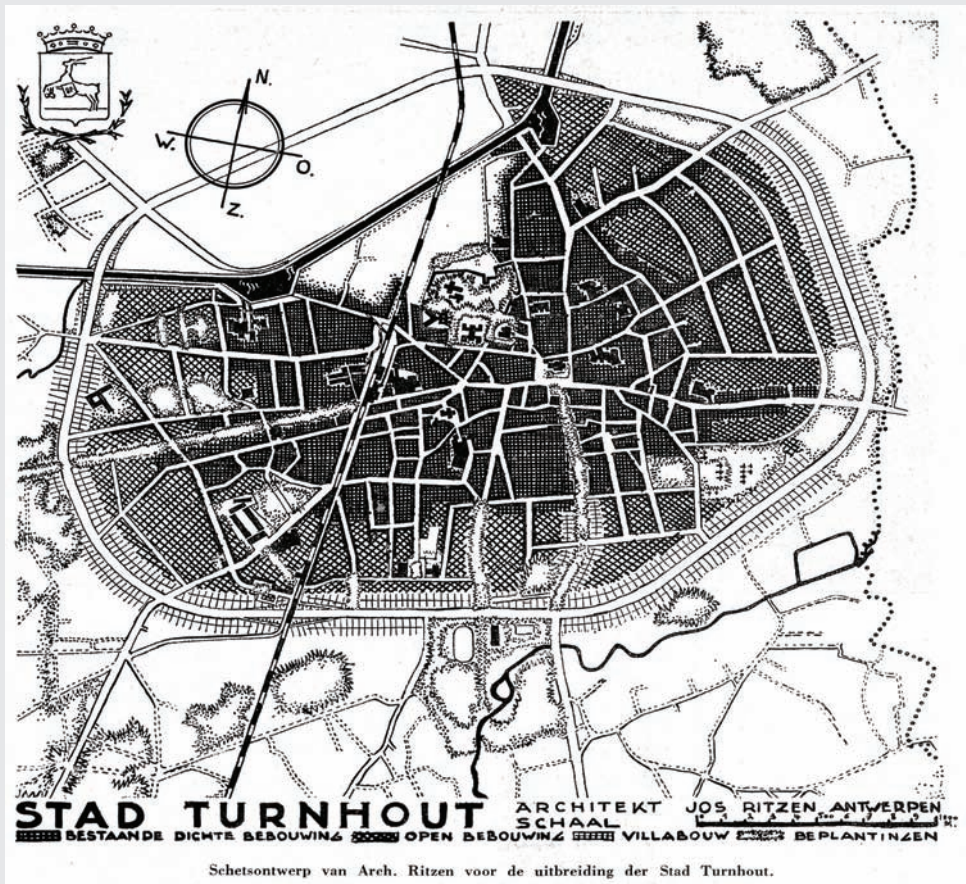 N.
W.
O.
Z.
STAD TURNHOUT
ARCHITEKT JOS RITZEN ANTWERPEN
SCHAAL
BESTAANDE DICHTE BEBOUWING OPEN BEBOUWING VILLABOUW BEPLANTINGEN
Schetsontwerp van Arch. Ritzen voor de uitbreiding der Stad Turnhout.